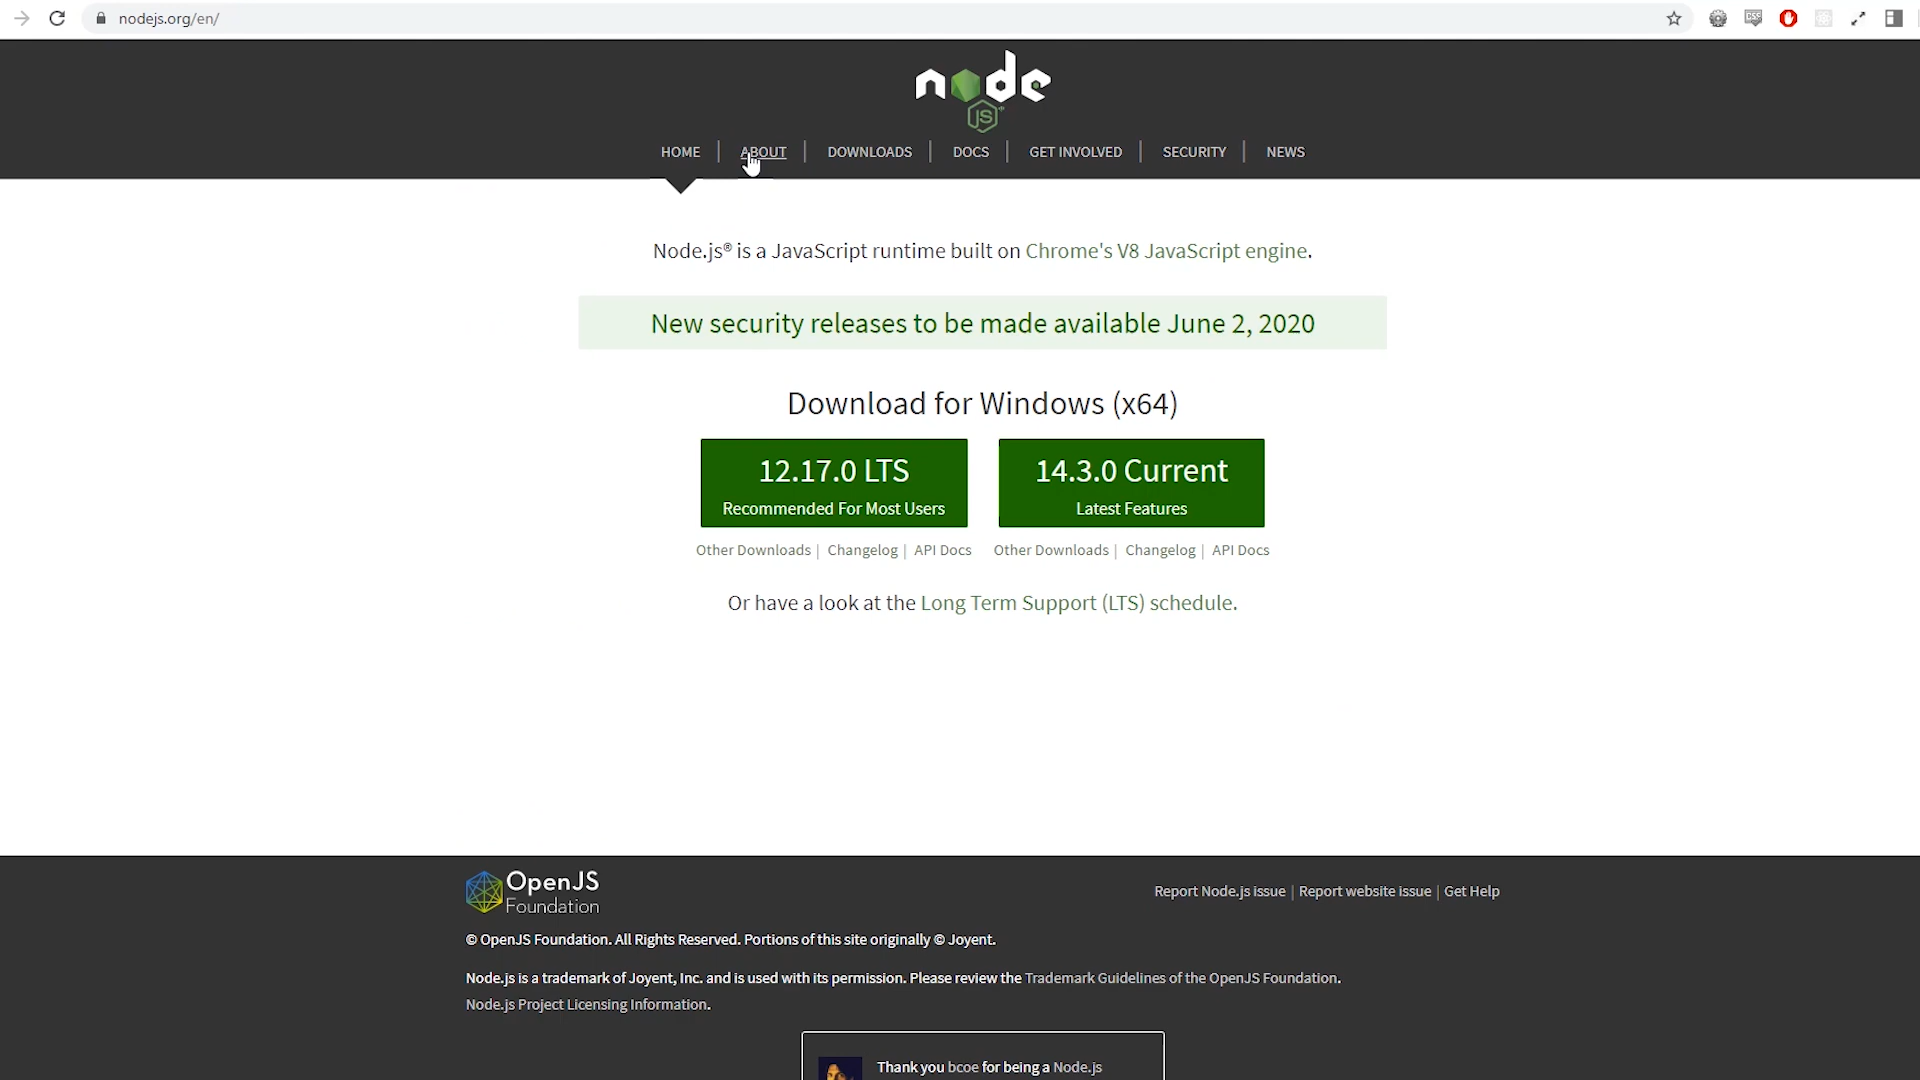 nodejs.org/en/
CSS
node
JS
HOME | ABOUT | DOWNLOADS | DOCS | GET INVOLVED | SECURITY | NEWS
Node.js® is a JavaScript runtime built on Chrome's V8 JavaScript engine.
New security releases to be made available June 2, 2020
Download for Windows (x64)
12.17.0 LTS
Recommended For Most Users
14.3.0 Current
Latest Features
Other Downloads | Changelog | API Docs
Other Downloads | Changelog | API Docs
Or have a look at the Long Term Support (LTS) schedule.
OpenJS
Foundation
Report Node.js issue | Report website issue | Get Help
© OpenJS Foundation. All Rights Reserved. Portions of this site originally © Joyent.
Node.js is a trademark of Joyent, Inc. and is used with its permission. Please review the Trademark Guidelines of the OpenJS Foundation.
Node.js Project Licensing Information.
Thank you bcoe for being a Node.js